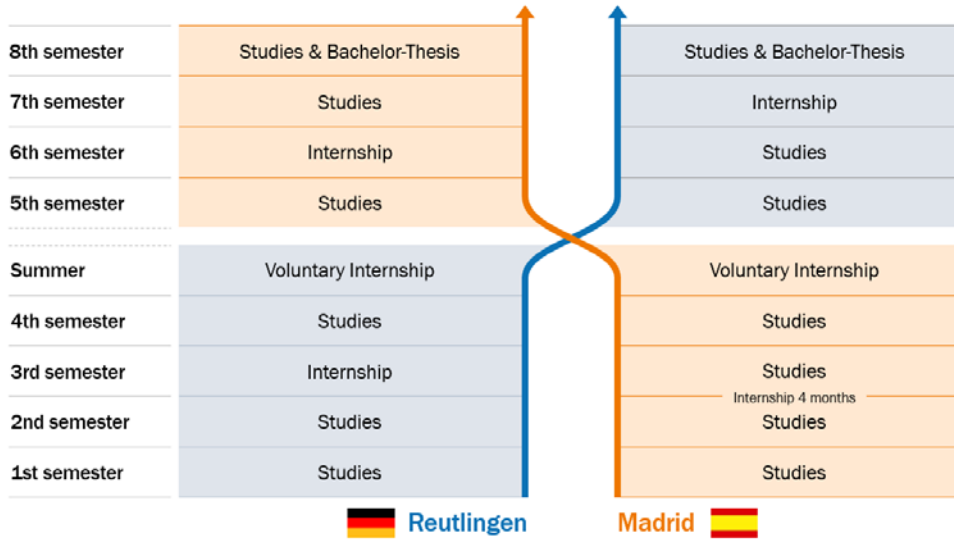 8th semester Studies & Bachelor-Thesis Studies & Bachelor-Thesis
7th semester Studies Internship
6th semester Internship Studies
5th semester Studies Studies
Summer Voluntary Internship Voluntary Internship
4th semester Studies Studies
3rd semester Internship Studies
Internship 4 months
2nd semester Studies Studies
1st semester Studies Studies
Reutlingen Madrid